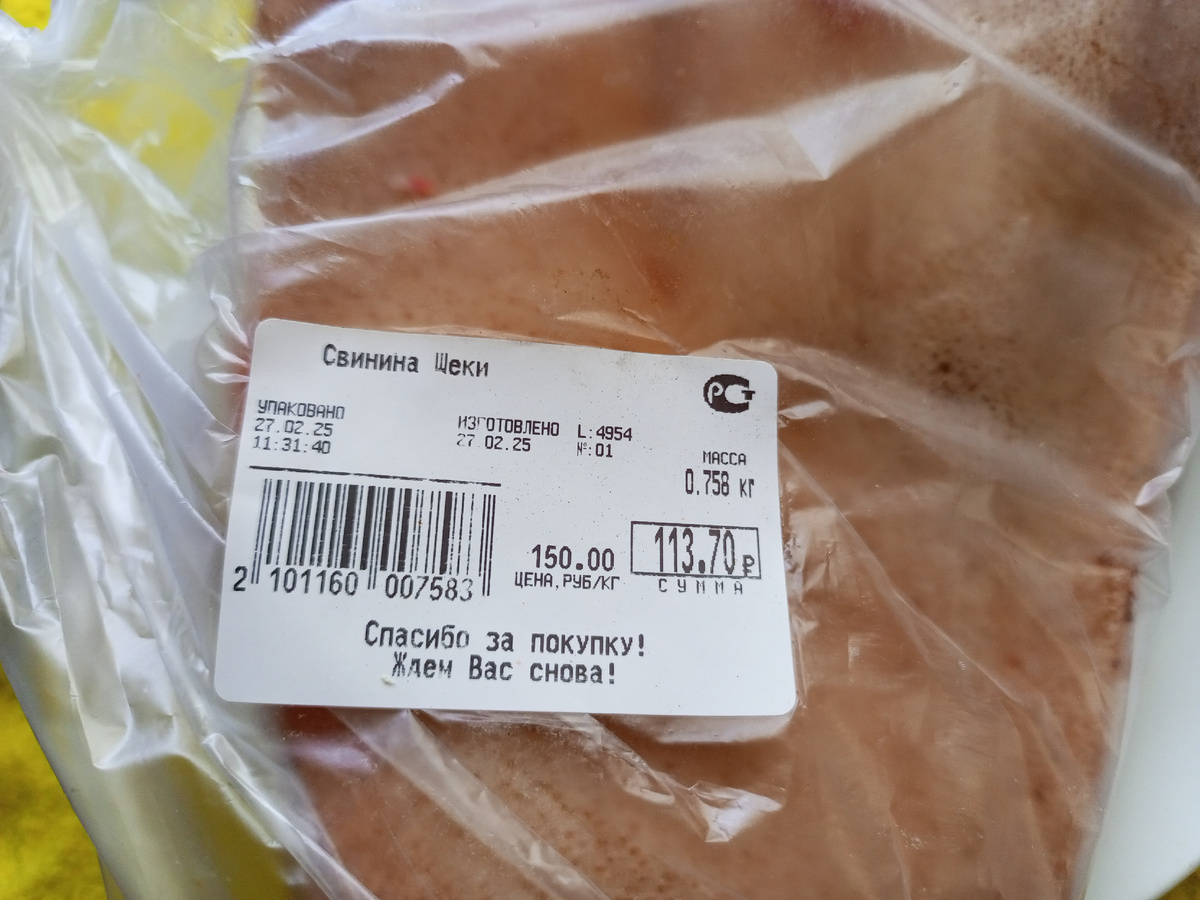 Свинина Щеки
РСТ
УПАКОВАНО
27.02.25
11:31:40
ИЗГОТОВЛЕНО L:4954
27.02.25 №:01
МАССА
0.758 кг
2 101160 007583
150.00
ЦЕНА,РУБ/КГ
113.70₽
СУММА
Спасибо за покупку!
Ждем Вас снова!